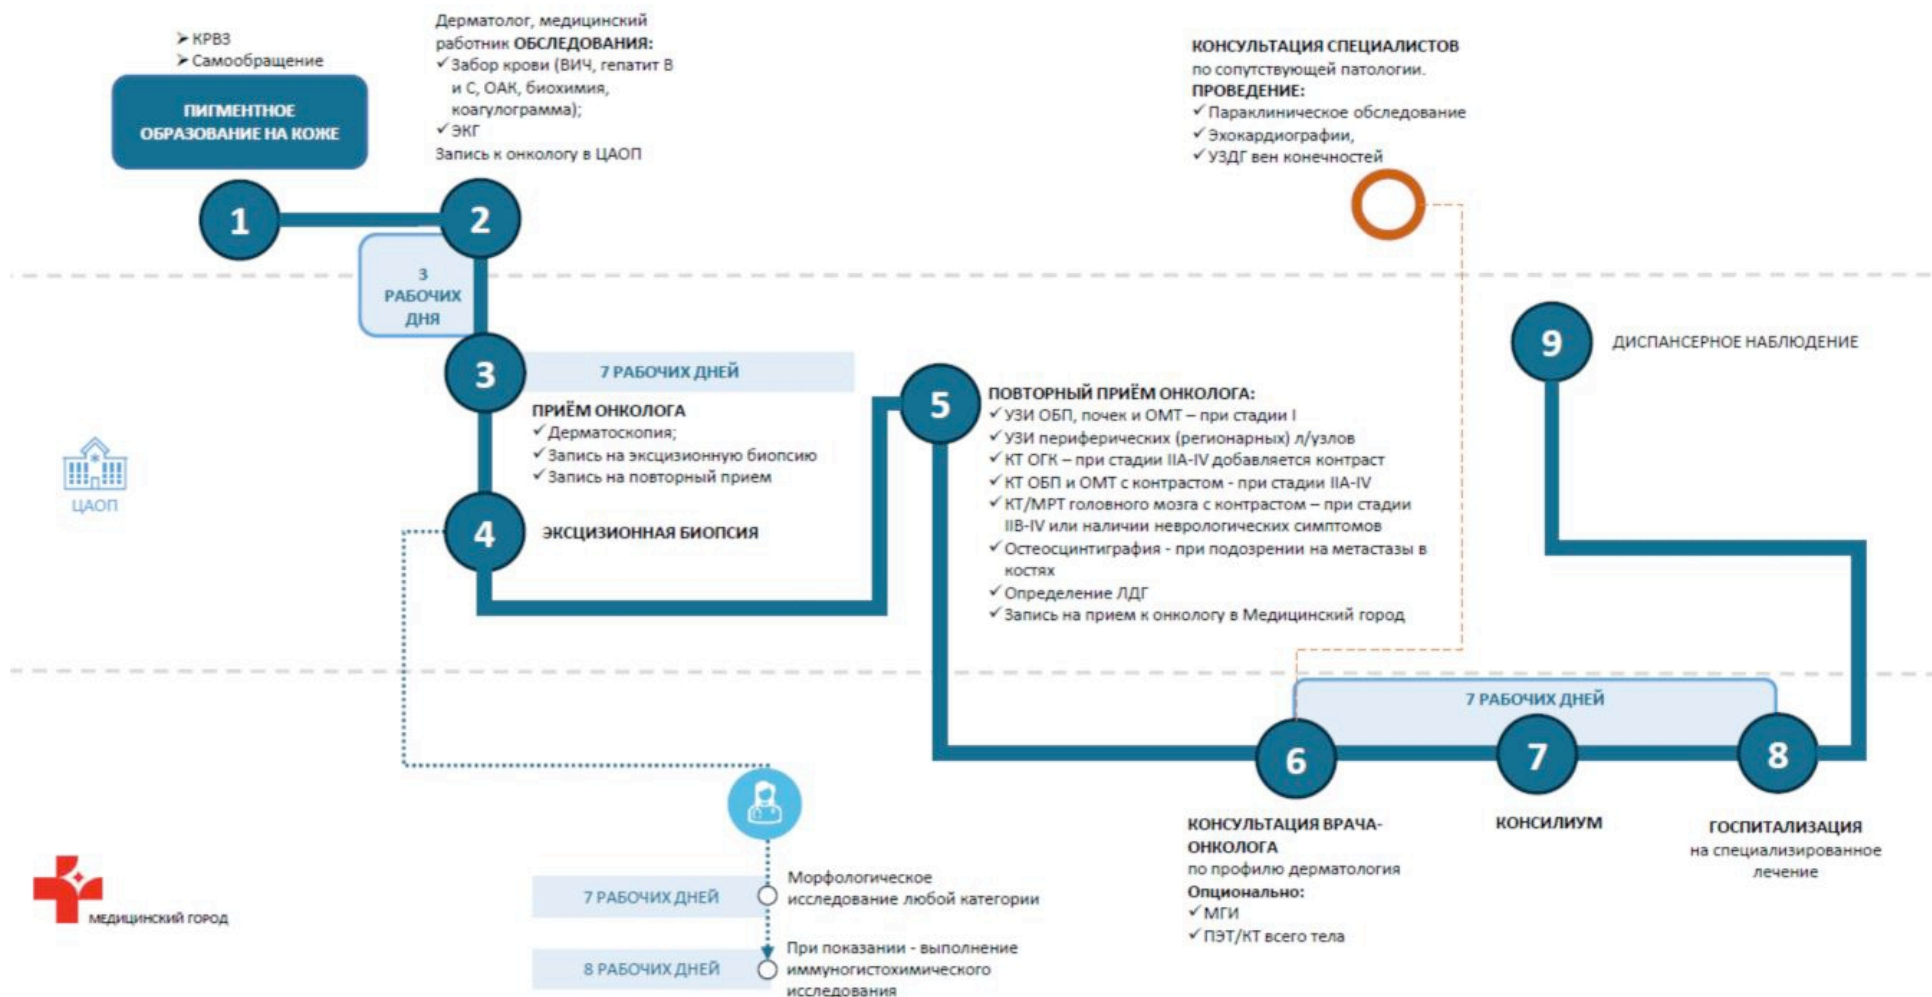 ➢ КРВЗ
➢ Самообращение
ПИГМЕНТНОЕ
ОБРАЗОВАНИЕ НА КОЖЕ
1
Дерматолог, медицинский
работник ОБСЛЕДОВАНИЯ:
✓ Забор крови (ВИЧ, гепатит В
и С, ОАК, биохимия,
коагулограмма);
✓ ЭКГ
Запись к онкологу в ЦАОП
2
КОНСУЛЬТАЦИЯ СПЕЦИАЛИСТОВ
по сопутствующей патологии.
ПРОВЕДЕНИЕ:
✓ Параклиническое обследование
✓ Эхокардиографии,
✓ УЗДГ вен конечностей
3
РАБОЧИХ
ДНЯ
3
7 РАБОЧИХ ДНЕЙ
ПРИЁМ ОНКОЛОГА
✓ Дерматоскопия;
✓ Запись на эксцизионную биопсию
✓ Запись на повторный прием
4
ЭКСЦИЗИОННАЯ БИОПСИЯ
5
ПОВТОРНЫЙ ПРИЁМ ОНКОЛОГА:
✓ УЗИ ОБП, почек и ОМТ – при стадии I
✓ УЗИ периферических (регионарных) л/узлов
✓ КТ ОГК – при стадии IIA-IV добавляется контраст
✓ КТ ОБП и ОМТ с контрастом - при стадии IIA-IV
✓ КТ/МРТ головного мозга с контрастом – при стадии
IIB-IV или наличии неврологических симптомов
✓ Остеосцинтиграфия - при подозрении на метастазы в
костях
✓ Определение ЛДГ
✓ Запись на прием к онкологу в Медицинский город
9
ДИСПАНСЕРНОЕ НАБЛЮДЕНИЕ
ЦАОП
7 РАБОЧИХ ДНЕЙ
6
7
8
КОНСУЛЬТАЦИЯ ВРАЧА-
ОНКОЛОГА
по профилю дерматология
Опционально:
✓ МГИ
✓ ПЭТ/КТ всего тела
КОНСИЛИУМ
ГОСПИТАЛИЗАЦИЯ
на специализированное
лечение
МЕДИЦИНСКИЙ ГОРОД
7 РАБОЧИХ ДНЕЙ
Морфологическое
исследование любой категории
8 РАБОЧИХ ДНЕЙ
При показании - выполнение
иммуногистохимического
исследования